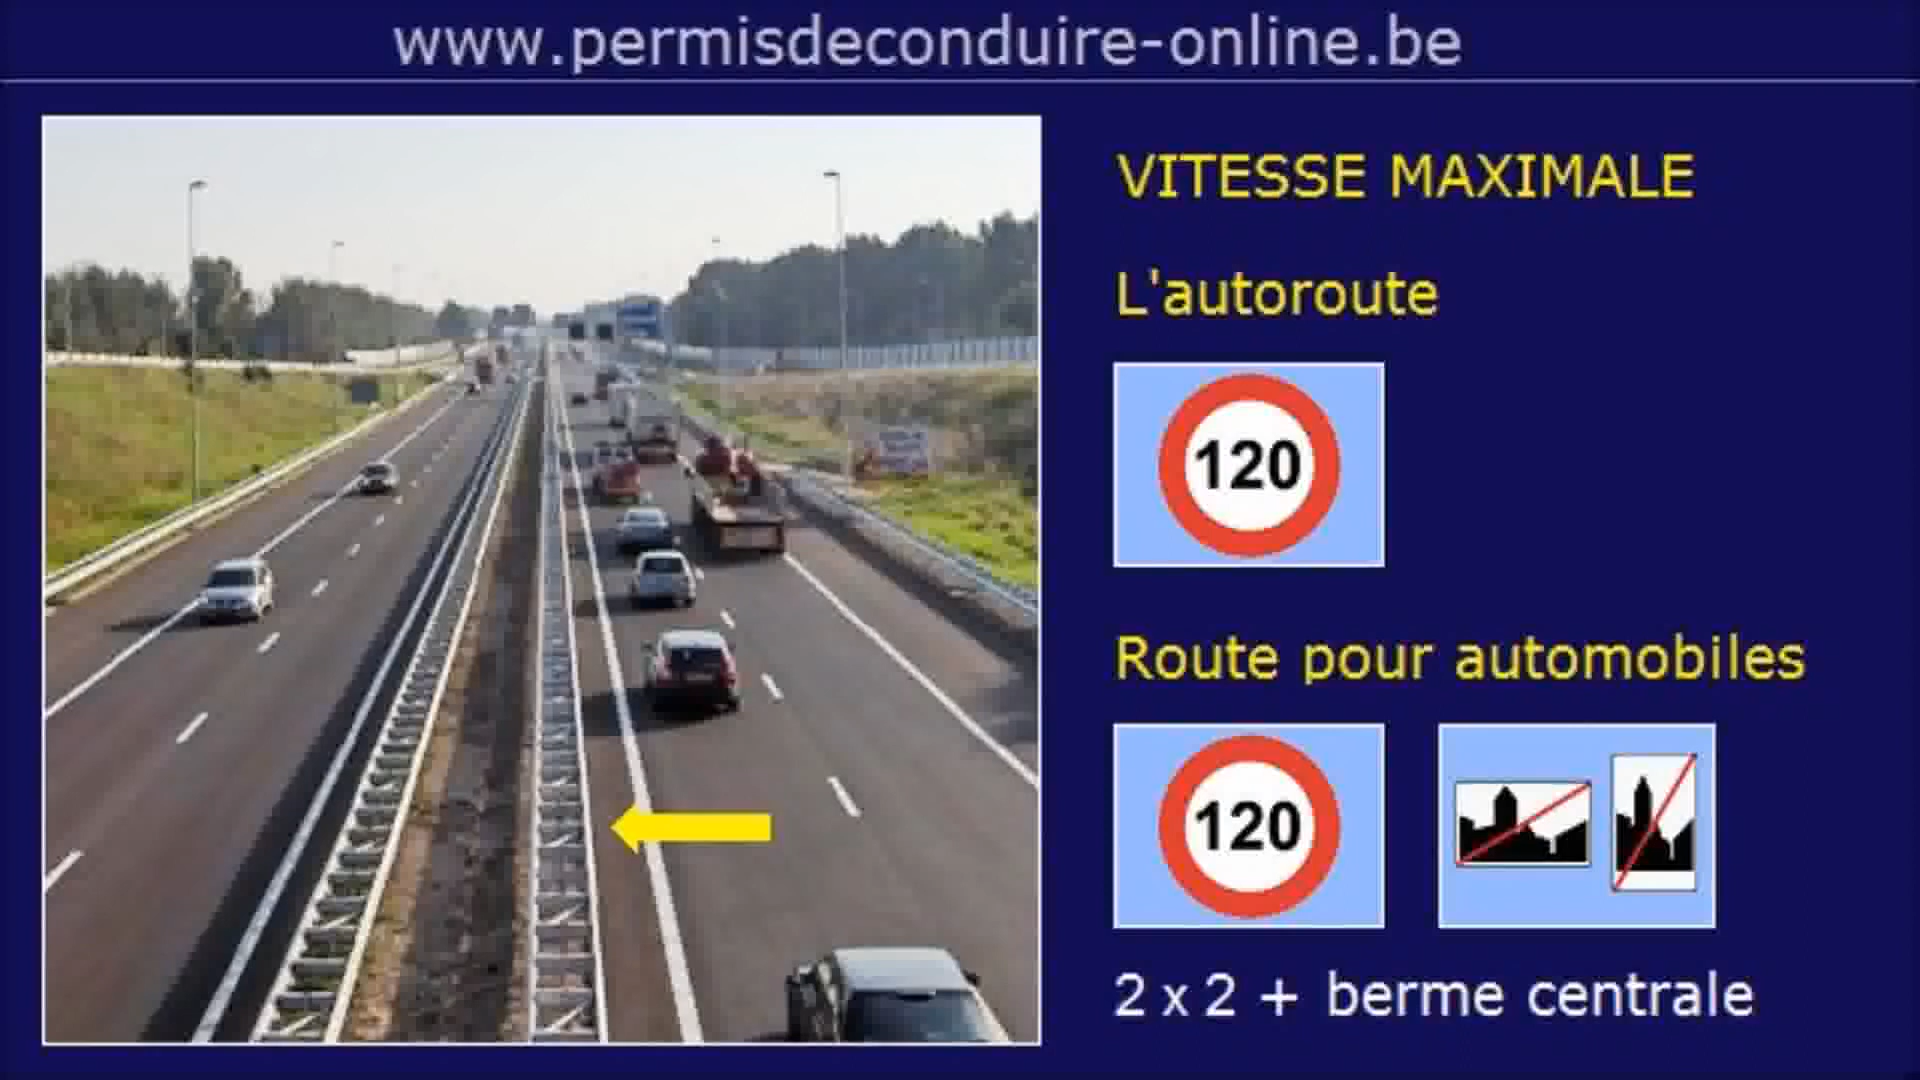 www.permisdeconduire-online.be
VITESSE MAXIMALE
L'autoroute
120
Route pour automobiles
120
2 x 2 + berme centrale